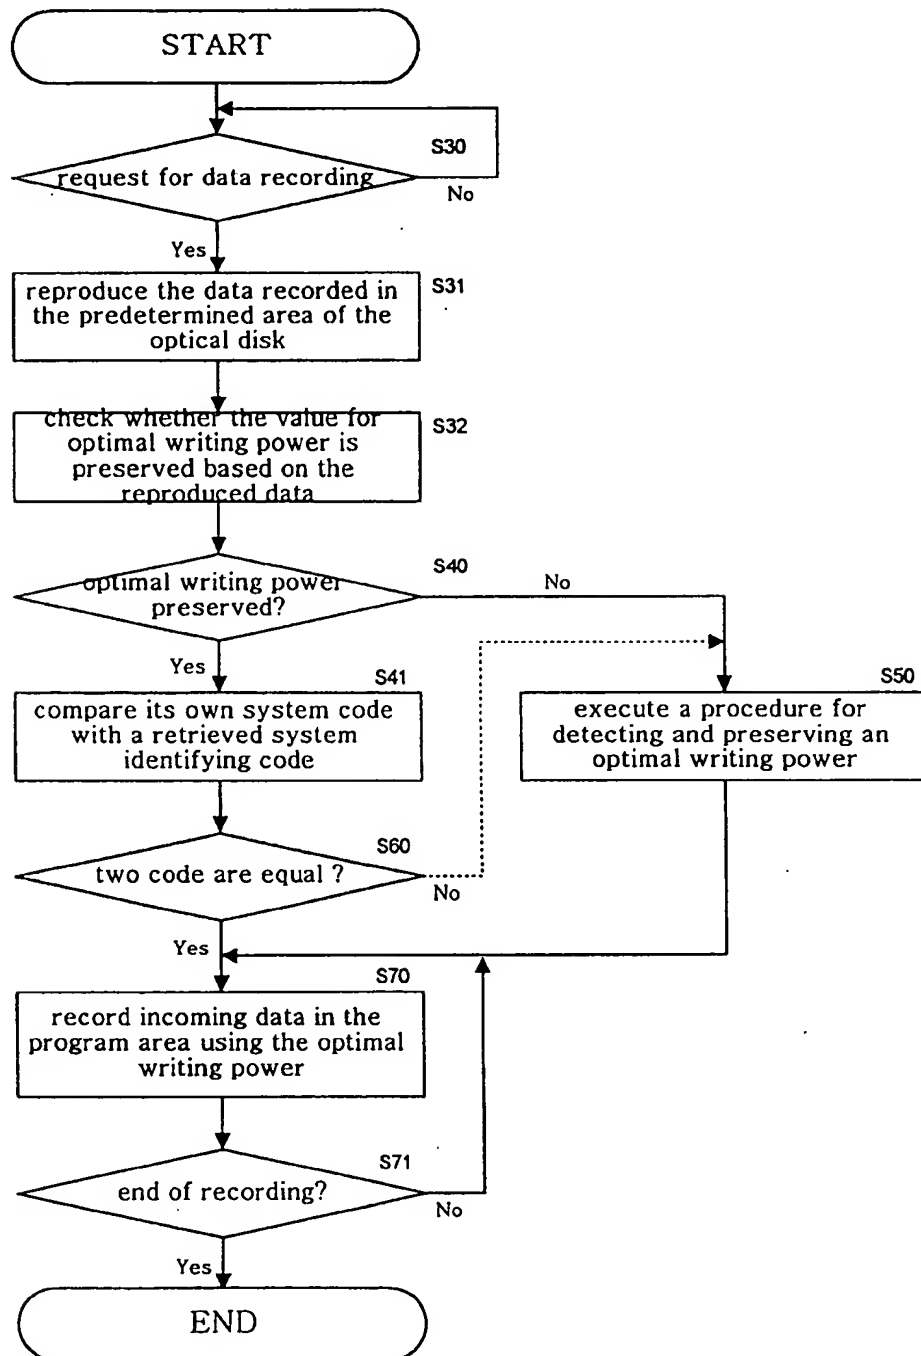 START
S30
request for data recording
No
Yes
reproduce the data recorded in
the predetermined area of the
optical disk
S31
check whether the value for
optimal writing power is
preserved based on the
reproduced data
S32
S40
optimal writing power
preserved?
No
Yes
S41
compare its own system code
with a retrieved system
identifying code
S50
execute a procedure for
detecting and preserving an
optimal writing power
S60
two code are equal ?
No
Yes
S70
record incoming data in the
program area using the optimal
writing power
S71
end of recording?
No
Yes
END